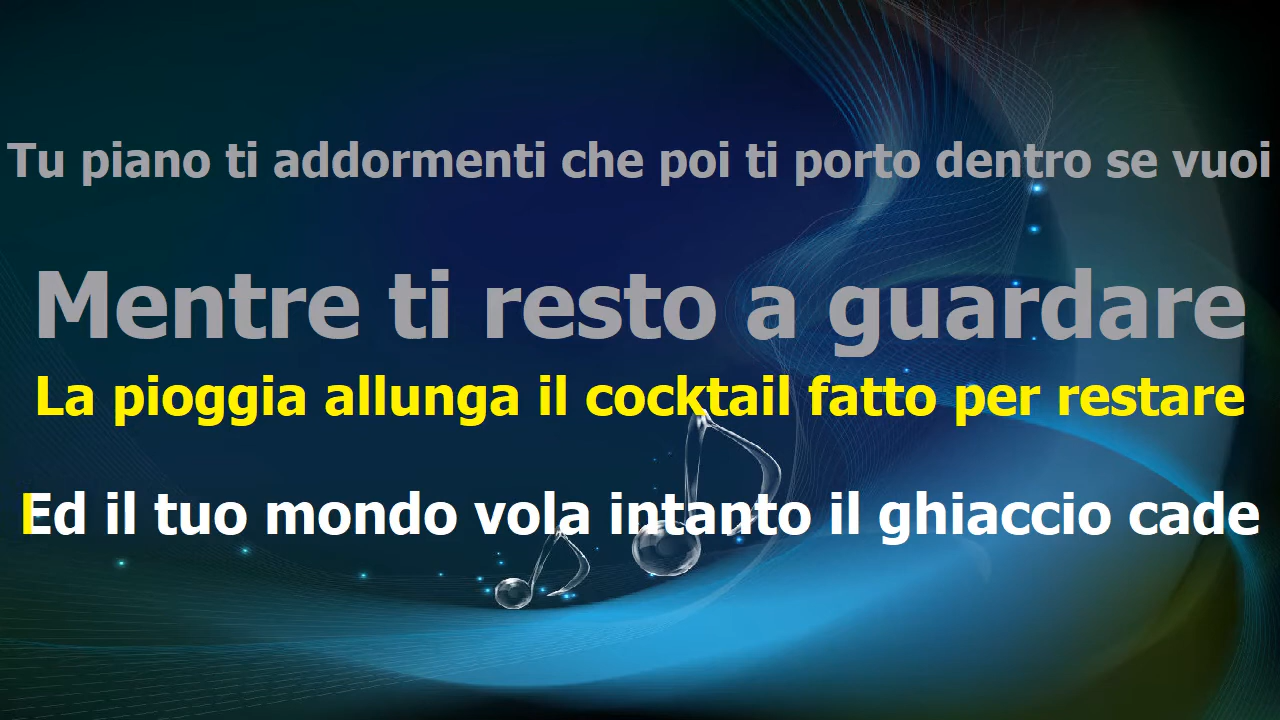 Tu piano ti addormenti che poi ti porto dentro se vuoi
Mentre ti resto a guardare
La pioggia allunga il cocktail fatto per restare
Ed il tuo mondo vola intanto il ghiaccio cade